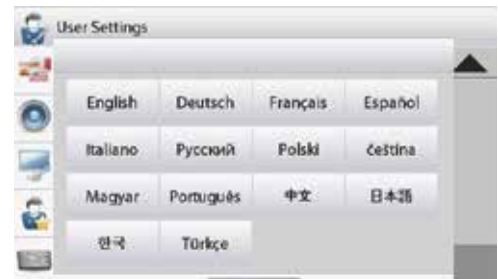 User Settings
English Deutsch Français Español
Italiano Русский Polski čeština
Magyar Português 中文 日本語
한국 Türkçe